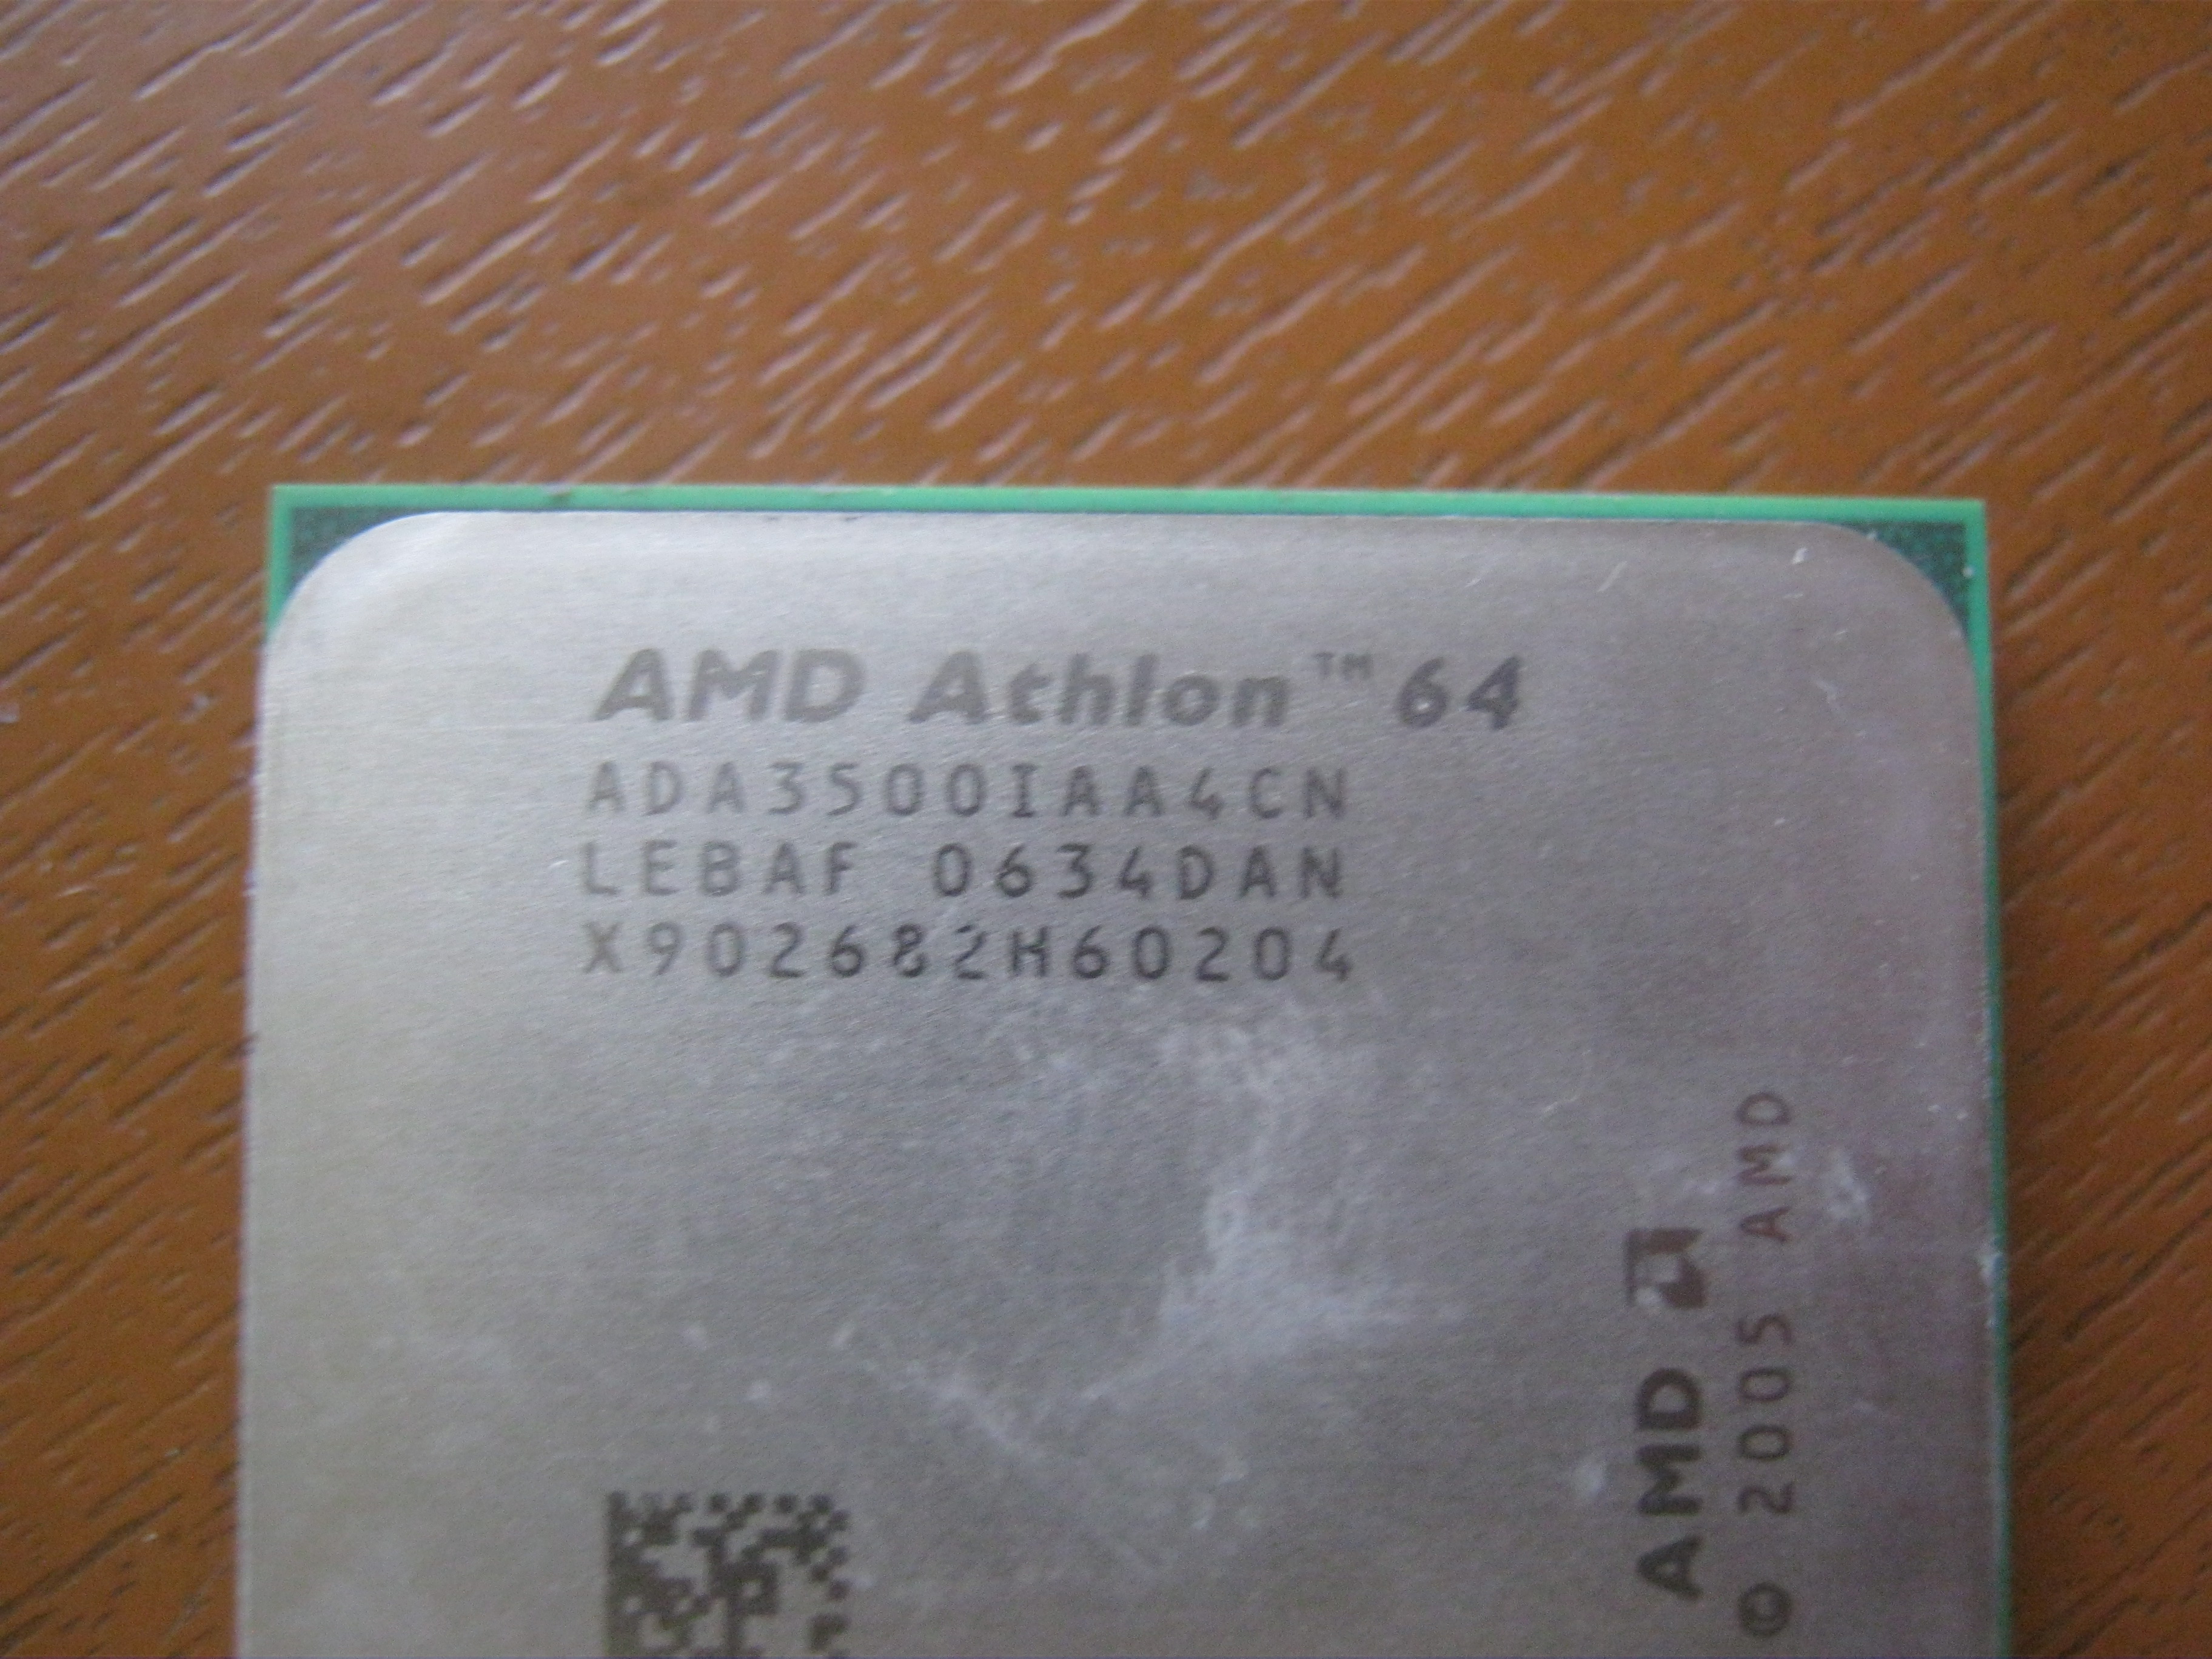 AMD Athlon™ 64
ADA3500IAA4CN
LEBAF 0634DAN
X902682H60204
AMD
© 2005 AMD